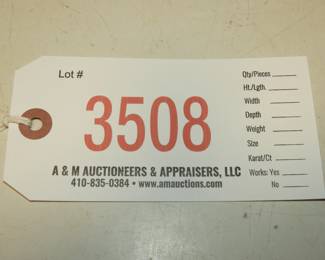 Lot #
3508
A & M AUCTIONEERS & APPRAISERS, LLC
410-835-0384 • www.amauctions.com
Qty/Pieces
Ht./Lgth.
Width
Depth
Weight
Size
Karat/Ct
Works: Yes
No